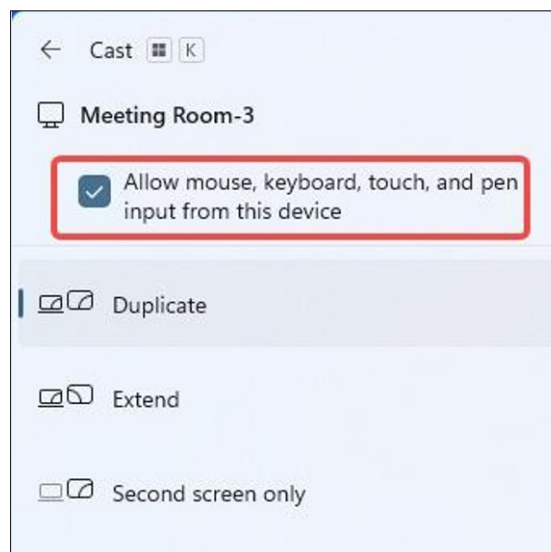 Cast K
Meeting Room-3
Allow mouse, keyboard, touch, and pen
input from this device
Duplicate
Extend
Second screen only